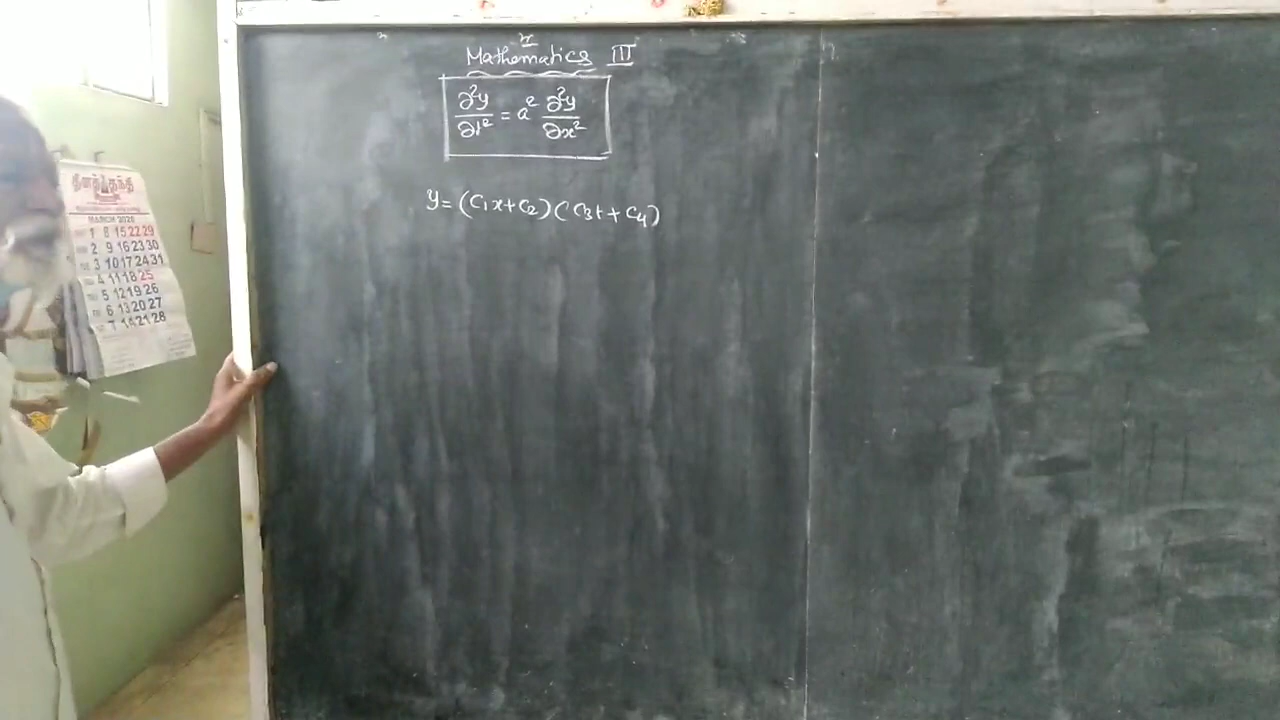 Mathematics III
∂²y/∂t² = a² ∂²y/∂x²
y = (c₁x+c₂)(c₃t+c₄)
தினத்தந்தி
MARCH 2020
1 8 15 22 29
2 9 16 23 30
3 10 17 24 31
4 11 18 25
5 12 19 26
6 13 20 27
7 14 21 28